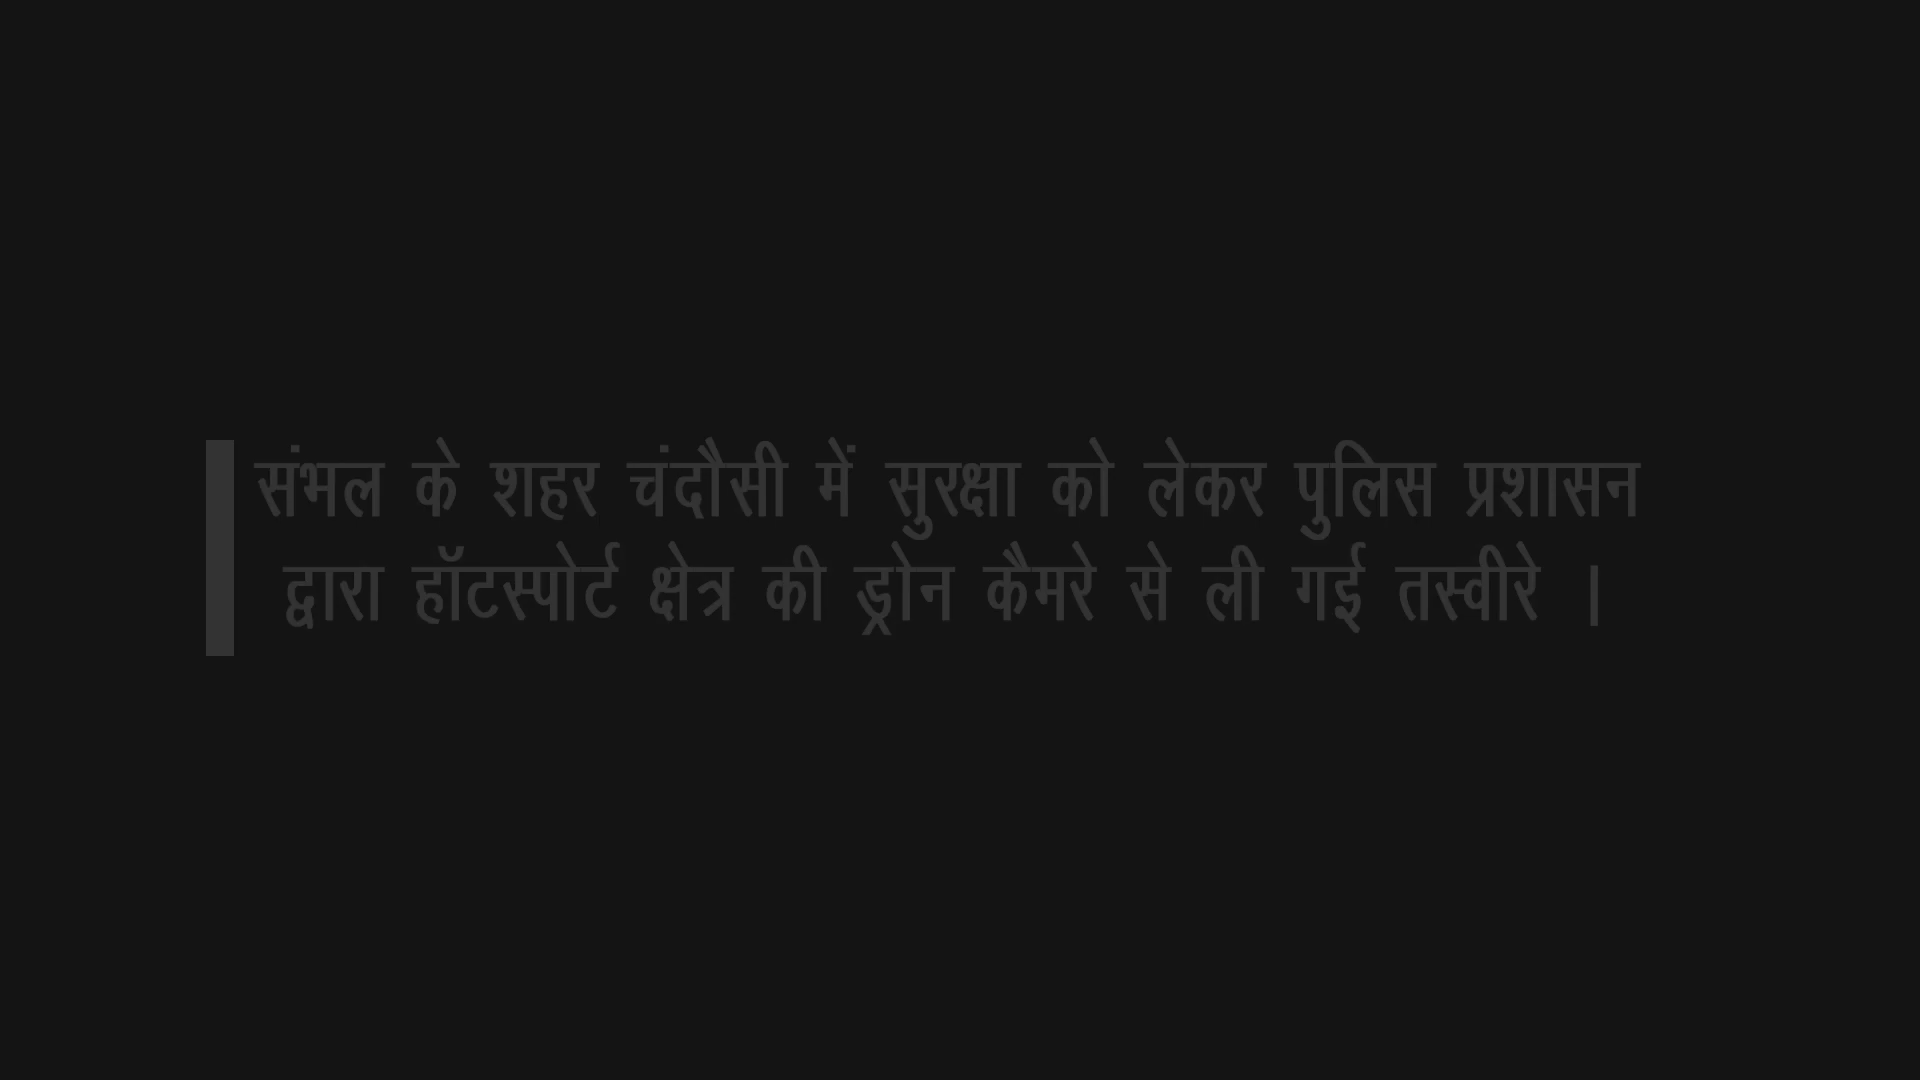 संभल के शहर चंदौसी में सुरक्षा को लेकर पुलिस प्रशासन
द्वारा हॉटस्पोर्ट क्षेत्र की ड्रोन कैमरे से ली गई तस्वीरे ।